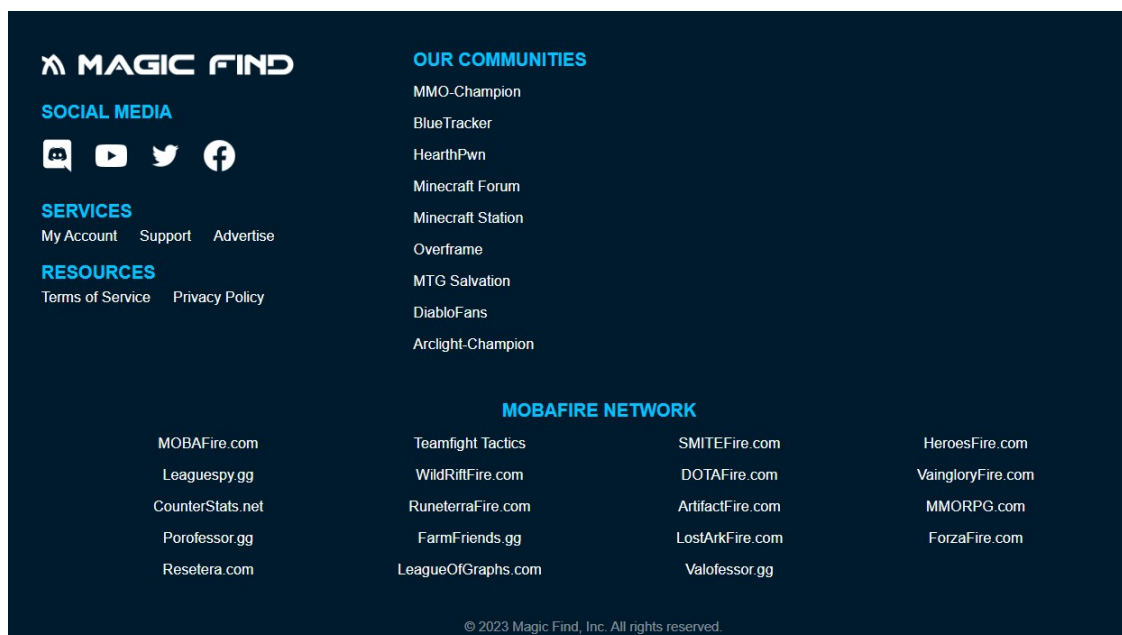 MAGIC FIND
SOCIAL MEDIA
SERVICES
My Account Support Advertise
RESOURCES
Terms of Service Privacy Policy
OUR COMMUNITIES
MMO-Champion
BlueTracker
HearthPwn
Minecraft Forum
Minecraft Station
Overframe
MTG Salvation
DiabloFans
Arclight-Champion
MOBAFIRE NETWORK
MOBAFire.com Teamfight Tactics SMITEFire.com HeroesFire.com
Leaguespy.gg WildRiftFire.com DOTAFire.com VaingloryFire.com
CounterStats.net RuneterraFire.com ArtifactFire.com MMORPG.com
Porofessor.gg FarmFriends.gg LostArkFire.com ForzaFire.com
Resetera.com LeagueOfGraphs.com Valofessor.gg
© 2023 Magic Find, Inc. All rights reserved.